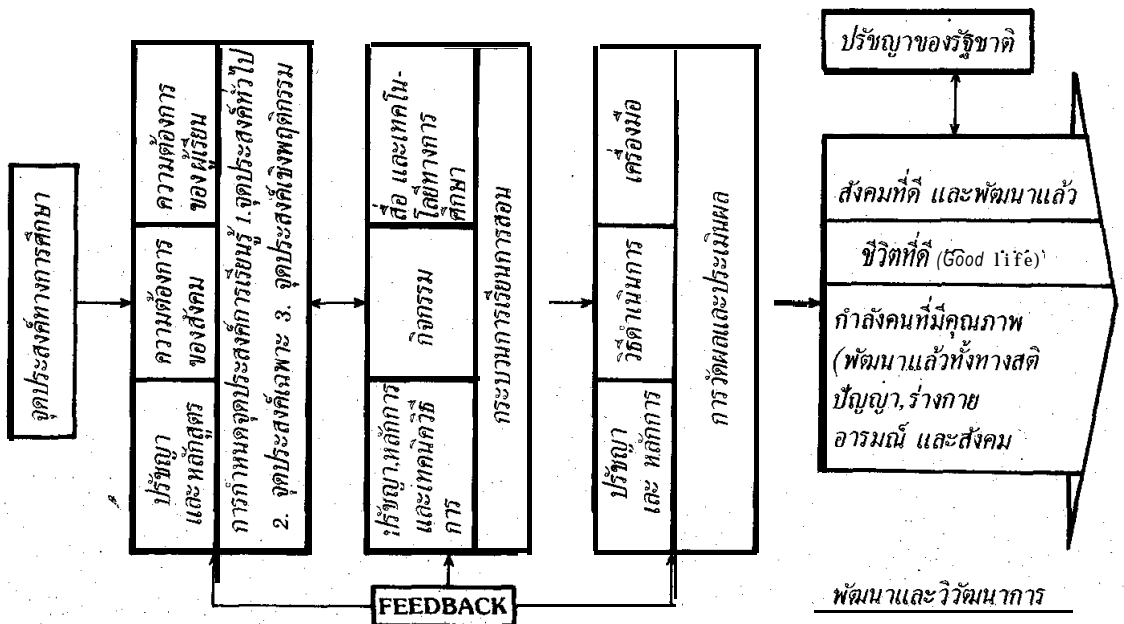 จุดประสงค์ทางการศึกษา
ความต้องการ
ของผู้เรียน
ความต้องการ
ของสังคม
ปรัชญา
และหลักสูตร
การกำหนดจุดประสงค์การเรียนรู้ 1. จุดประสงค์ทั่วไป
2. จุดประสงค์เฉพาะ 3. จุดประสงค์เชิงพฤติกรรม
สื่อ และเทคโน-
โลยีทางการ
ศึกษา
กิจกรรม
ปรัชญา, หลักการ
และเทคนิควิธี
การ
กระบวนการเรียนการสอน
เครื่องมือ
วิธีดำเนินการ
ปรัชญา
และ หลักการ
การวัดผลและประเมินผล
ปรัชญาของรัฐชาติ
สังคมที่ดี และพัฒนาแล้ว
ชีวิตที่ดี (Good life)
กำลังคนที่มีคุณภาพ
(พัฒนาแล้วทั้งทางสติ
ปัญญา, ร่างกาย
อารมณ์ และสังคม
FEEDBACK
พัฒนาและวิวัฒนาการ